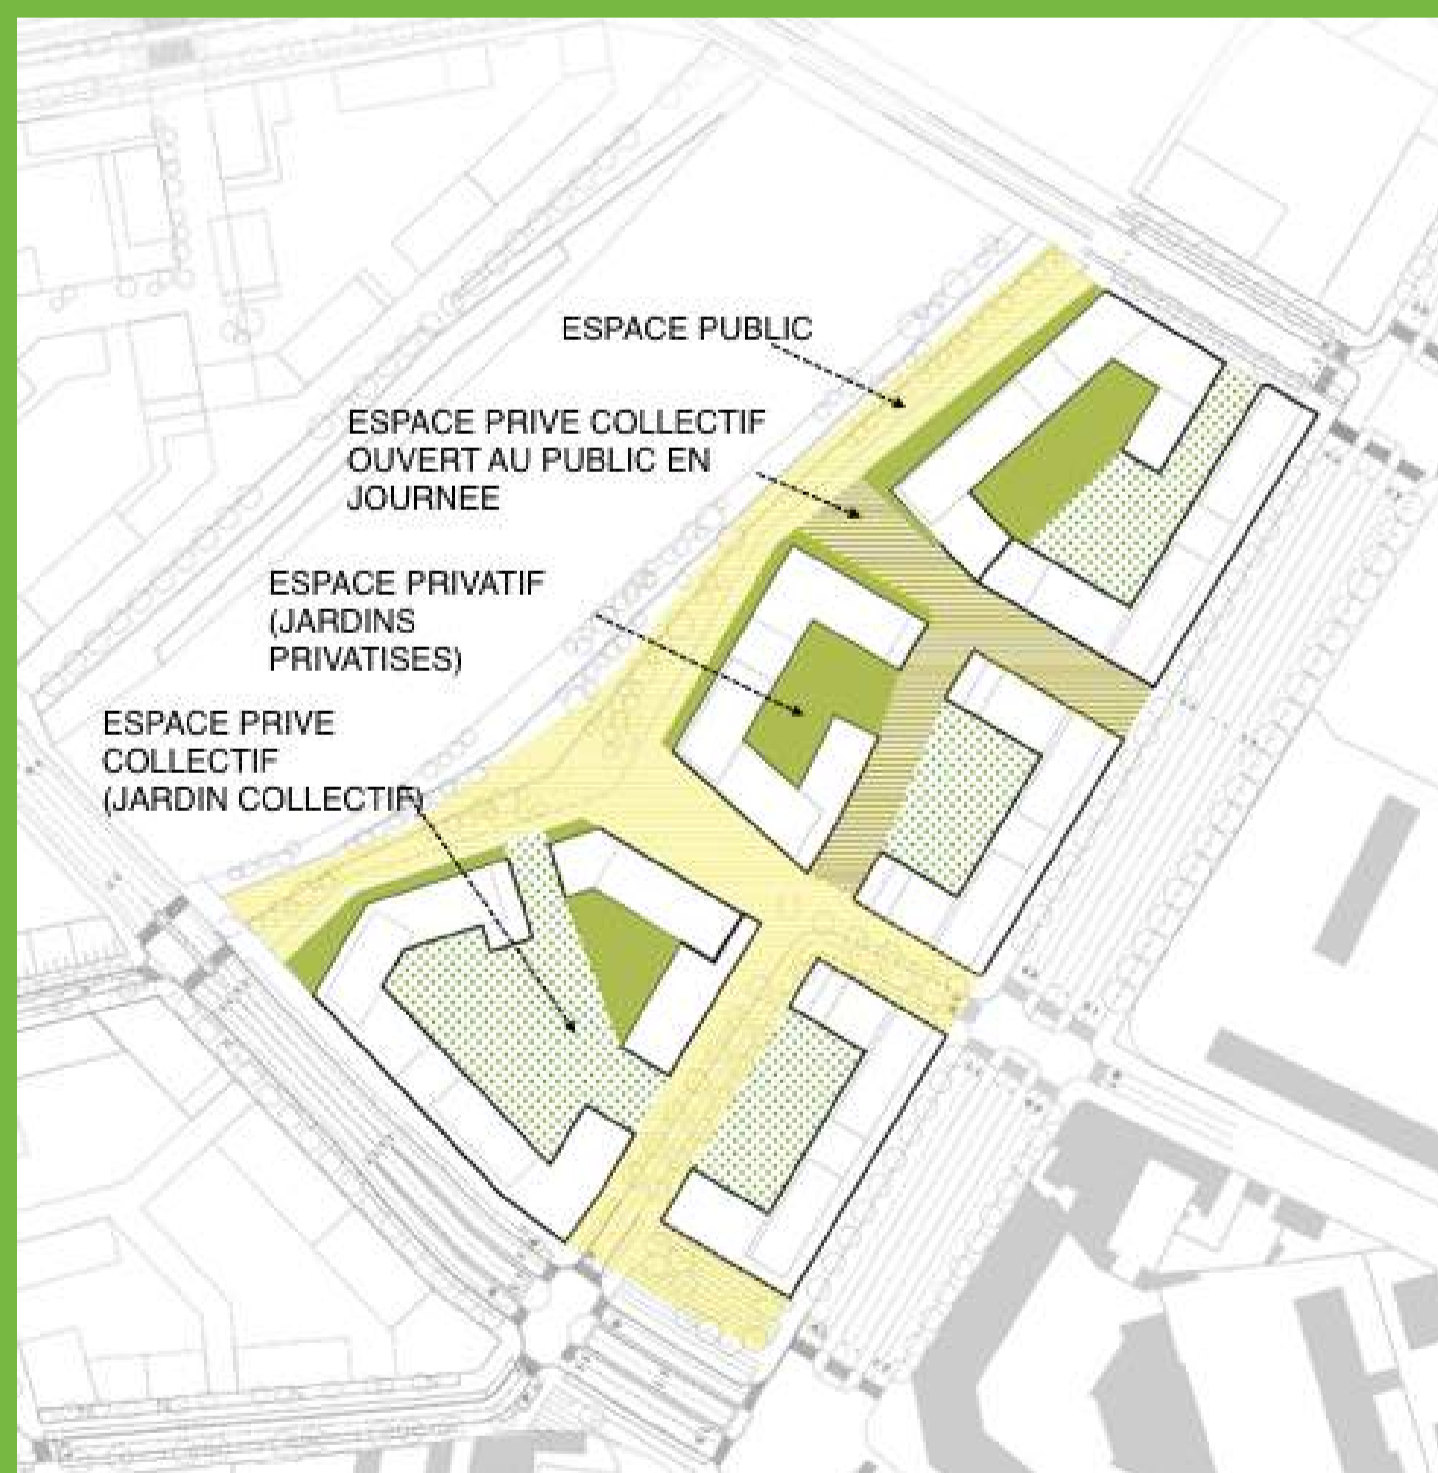 ESPACE PUBLIC
ESPACE PRIVE COLLECTIF
OUVERT AU PUBLIC EN
JOURNEE
ESPACE PRIVATIF
(JARDINS
PRIVATISES)
ESPACE PRIVE
COLLECTIF
(JARDIN COLLECTIF)